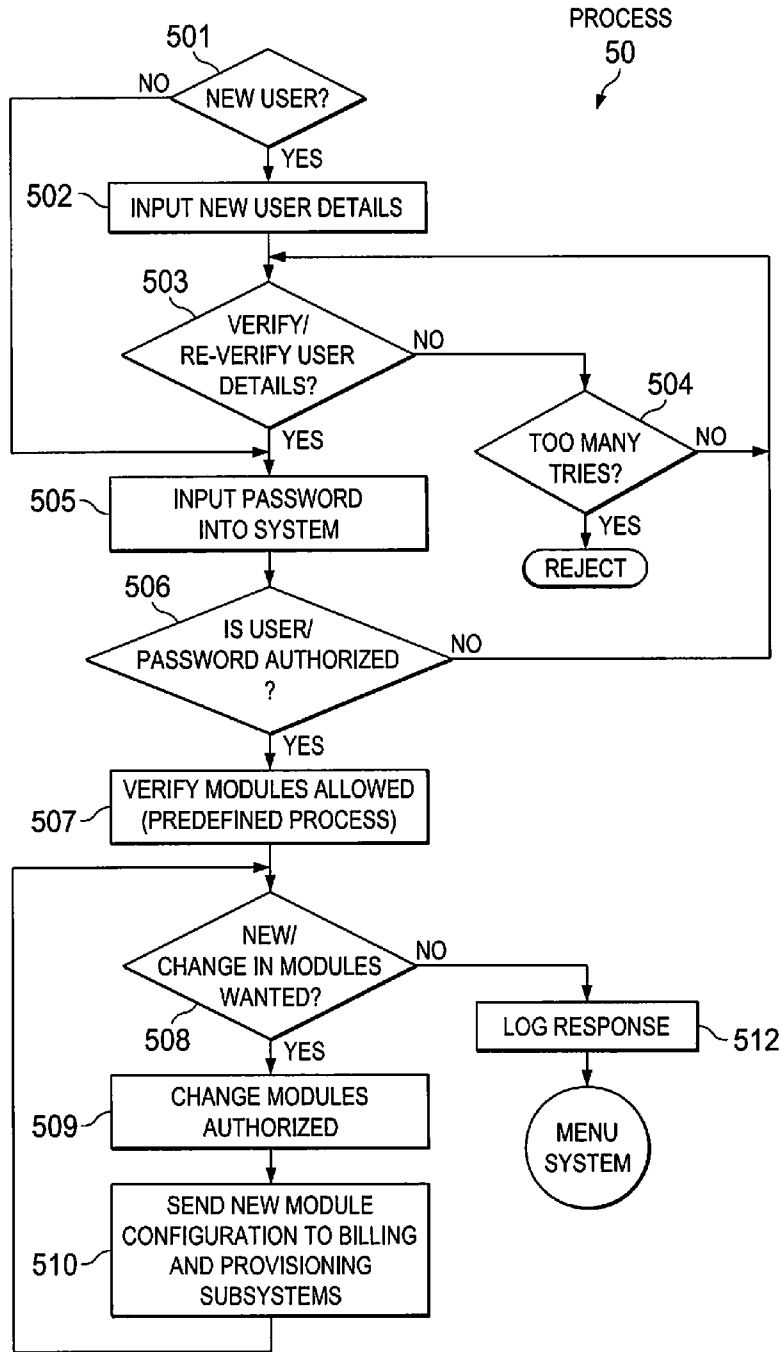 PROCESS
50
501
NO
NEW USER?
YES
502
INPUT NEW USER DETAILS
503
VERIFY/
RE-VERIFY USER
DETAILS?
NO
YES
504
TOO MANY
TRIES?
NO
YES
REJECT
505
INPUT PASSWORD
INTO SYSTEM
506
IS USER/
PASSWORD AUTHORIZED
?
NO
YES
507
VERIFY MODULES ALLOWED
(PREDEFINED PROCESS)
NEW/
CHANGE IN MODULES
WANTED?
NO
508
YES
LOG RESPONSE
512
MENU
SYSTEM
509
CHANGE MODULES
AUTHORIZED
510
SEND NEW MODULE
CONFIGURATION TO BILLING
AND PROVISIONING
SUBSYSTEMS